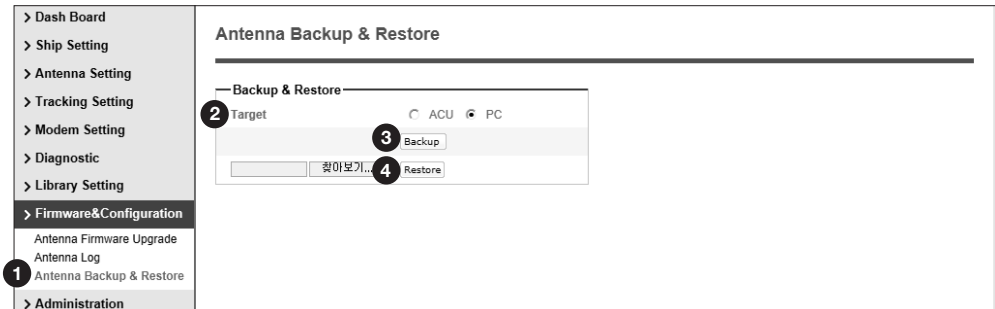 > Dash Board
> Ship Setting
> Antenna Setting
> Tracking Setting
> Modem Setting
> Diagnostic
> Library Setting
> Firmware&Configuration
Antenna Firmware Upgrade
Antenna Log
1 Antenna Backup & Restore
> Administration
Antenna Backup & Restore
Backup & Restore
2 Target ACU PC
3 Backup
찾아보기... 4 Restore